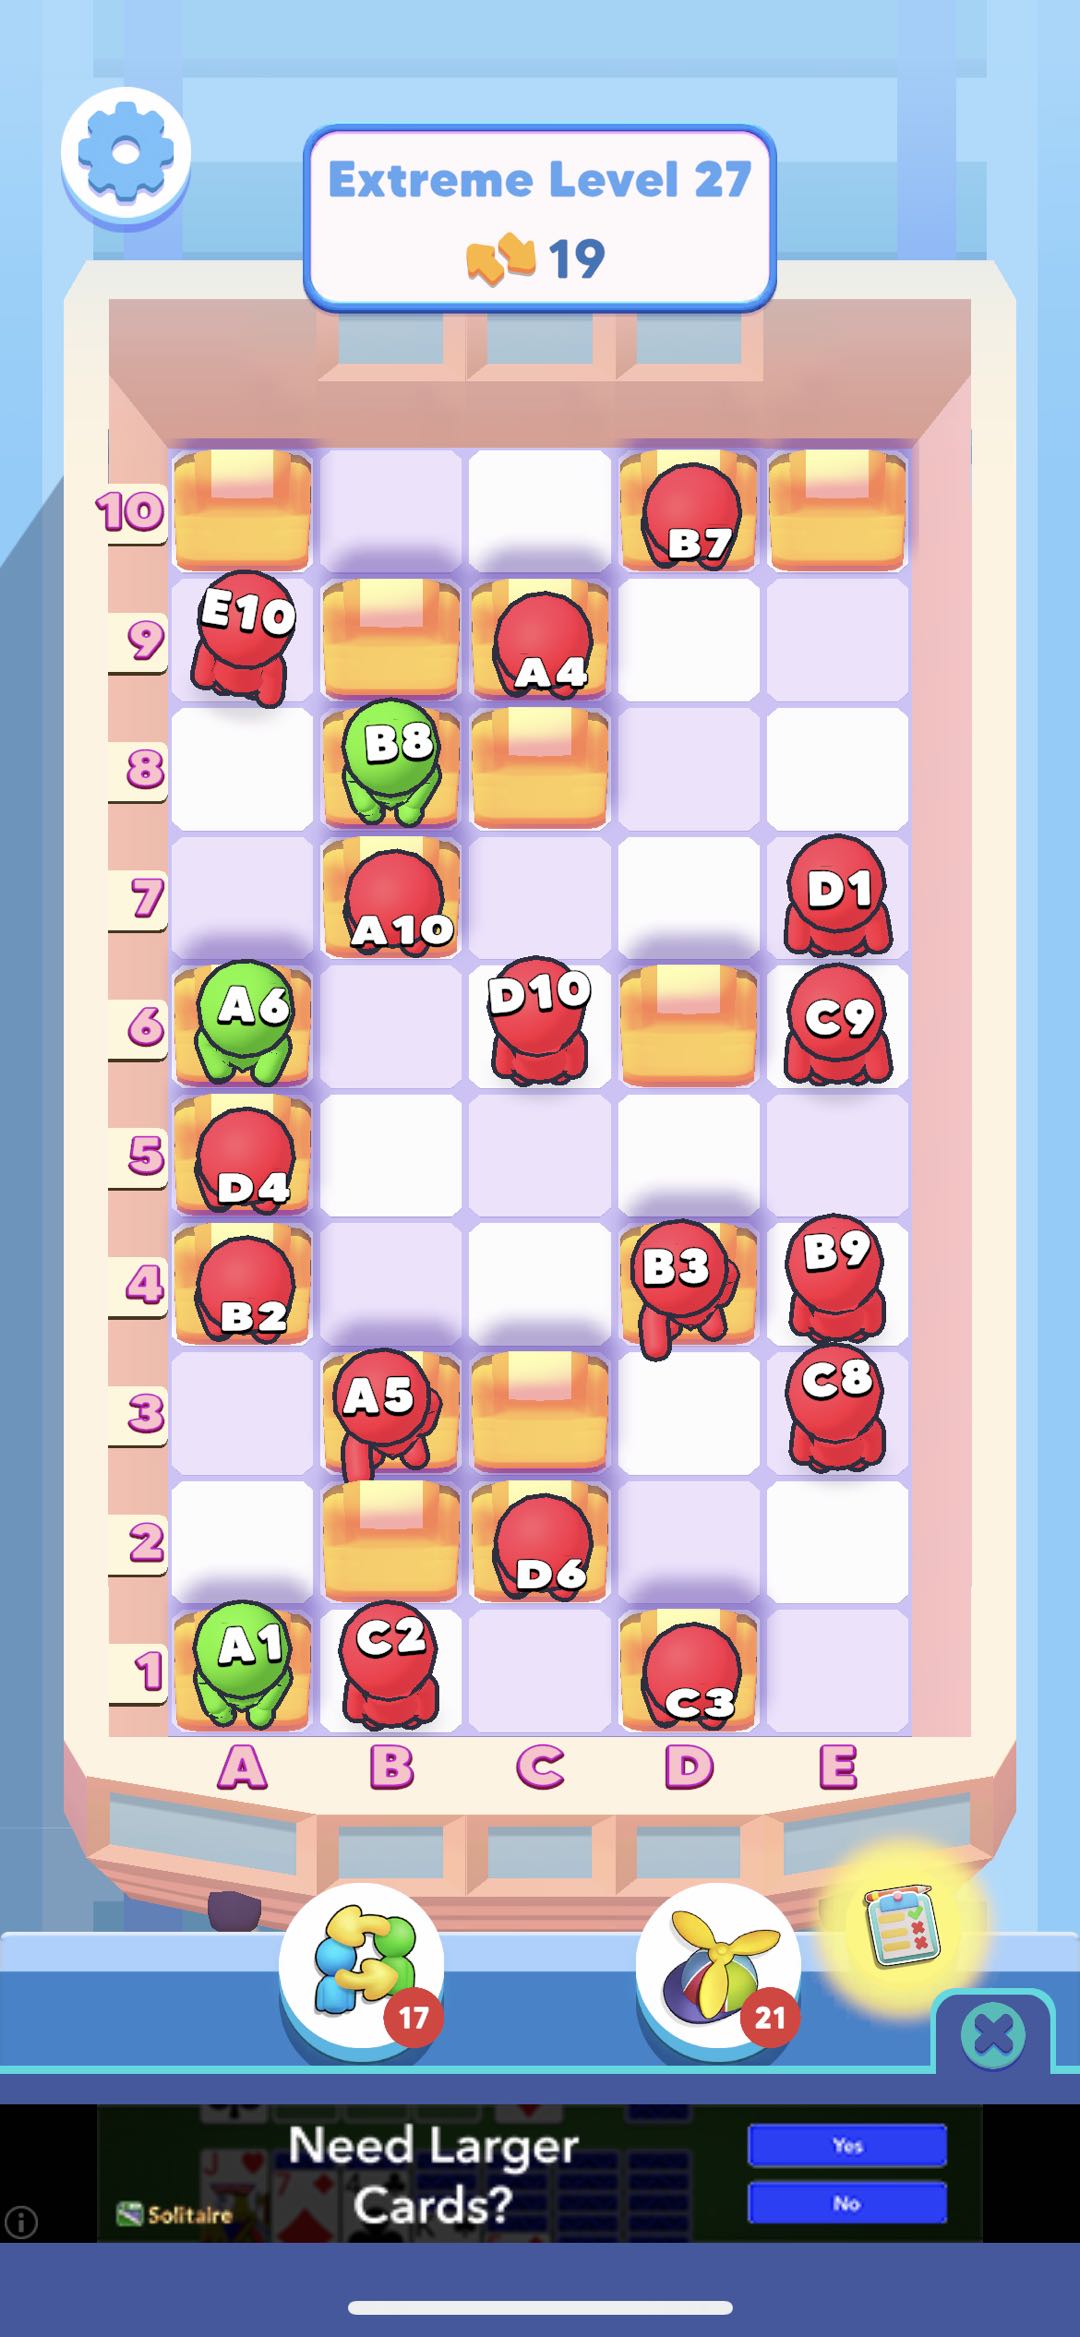 Extreme Level 27
19
10
B7
9
E10
A4
8
B8
7
A10
D1
6
A6
D10
C9
5
D4
4
B2
B3
B9
3
A5
C8
2
D6
1
A1
C2
C3
A B C D E
17
21
Need Larger
Cards?
Yes
No
Solitaire